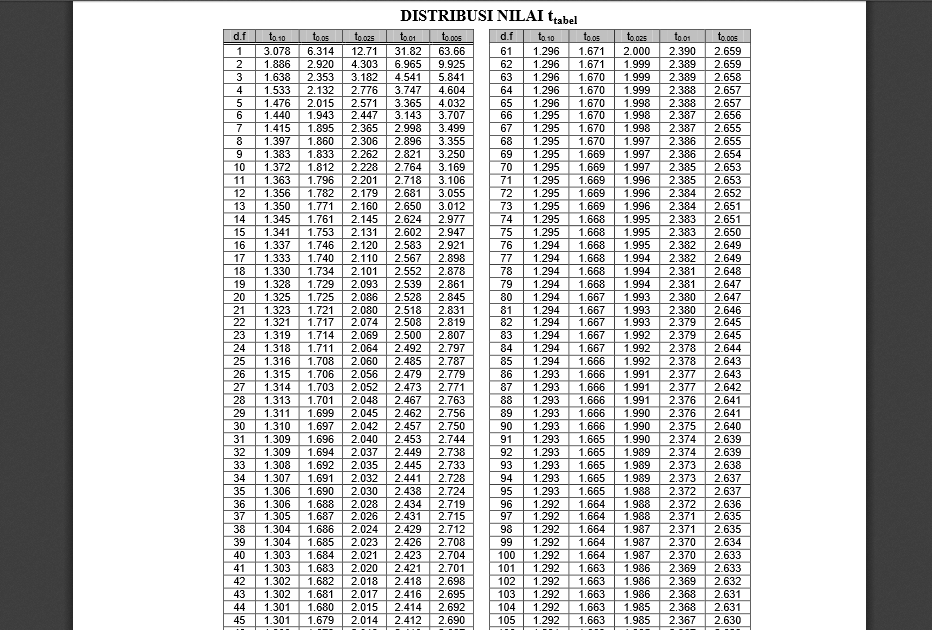 DISTRIBUSI NILAI ttabel
d.f t0.10 t0.05 t0.025 t0.01 t0.005 d.f t0.10 t0.05 t0.025 t0.01 t0.005
1 3.078 6.314 12.71 31.82 63.66 61 1.296 1.671 2.000 2.390 2.659
2 1.886 2.920 4.303 6.965 9.925 62 1.296 1.671 1.999 2.389 2.659
3 1.638 2.353 3.182 4.541 5.841 63 1.296 1.670 1.999 2.389 2.658
4 1.533 2.132 2.776 3.747 4.604 64 1.296 1.670 1.999 2.388 2.657
5 1.476 2.015 2.571 3.365 4.032 65 1.296 1.670 1.998 2.388 2.657
6 1.440 1.943 2.447 3.143 3.707 66 1.295 1.670 1.998 2.387 2.656
7 1.415 1.895 2.365 2.998 3.499 67 1.295 1.670 1.998 2.387 2.655
8 1.397 1.860 2.306 2.896 3.355 68 1.295 1.670 1.997 2.386 2.655
9 1.383 1.833 2.262 2.821 3.250 69 1.295 1.669 1.997 2.386 2.654
10 1.372 1.812 2.228 2.764 3.169 70 1.295 1.669 1.997 2.385 2.653
11 1.363 1.796 2.201 2.718 3.106 71 1.295 1.669 1.996 2.385 2.653
12 1.356 1.782 2.179 2.681 3.055 72 1.295 1.669 1.996 2.384 2.652
13 1.350 1.771 2.160 2.650 3.012 73 1.295 1.669 1.996 2.384 2.651
14 1.345 1.761 2.145 2.624 2.977 74 1.295 1.668 1.995 2.383 2.651
15 1.341 1.753 2.131 2.602 2.947 75 1.295 1.668 1.995 2.383 2.650
16 1.337 1.746 2.120 2.583 2.921 76 1.294 1.668 1.995 2.382 2.649
17 1.333 1.740 2.110 2.567 2.898 77 1.294 1.668 1.994 2.382 2.649
18 1.330 1.734 2.101 2.552 2.878 78 1.294 1.668 1.994 2.381 2.648
19 1.328 1.729 2.093 2.539 2.861 79 1.294 1.668 1.994 2.381 2.647
20 1.325 1.725 2.086 2.528 2.845 80 1.294 1.667 1.993 2.380 2.647
21 1.323 1.721 2.080 2.518 2.831 81 1.294 1.667 1.993 2.380 2.646
22 1.321 1.717 2.074 2.508 2.819 82 1.294 1.667 1.993 2.379 2.645
23 1.319 1.714 2.069 2.500 2.807 83 1.294 1.667 1.992 2.379 2.645
24 1.318 1.711 2.064 2.492 2.797 84 1.294 1.667 1.992 2.378 2.644
25 1.316 1.708 2.060 2.485 2.787 85 1.294 1.666 1.992 2.378 2.643
26 1.315 1.706 2.056 2.479 2.779 86 1.293 1.666 1.991 2.377 2.643
27 1.314 1.703 2.052 2.473 2.771 87 1.293 1.666 1.991 2.377 2.642
28 1.313 1.701 2.048 2.467 2.763 88 1.293 1.666 1.991 2.376 2.641
29 1.311 1.699 2.045 2.462 2.756 89 1.293 1.666 1.990 2.376 2.641
30 1.310 1.697 2.042 2.457 2.750 90 1.293 1.666 1.990 2.375 2.640
31 1.309 1.696 2.040 2.453 2.744 91 1.293 1.665 1.990 2.374 2.639
32 1.309 1.694 2.037 2.449 2.738 92 1.293 1.665 1.989 2.374 2.639
33 1.308 1.692 2.035 2.445 2.733 93 1.293 1.665 1.989 2.373 2.638
34 1.307 1.691 2.032 2.441 2.728 94 1.293 1.665 1.989 2.373 2.637
35 1.306 1.690 2.030 2.438 2.724 95 1.293 1.665 1.988 2.372 2.637
36 1.306 1.688 2.028 2.434 2.719 96 1.292 1.664 1.988 2.372 2.636
37 1.305 1.687 2.026 2.431 2.715 97 1.292 1.664 1.988 2.371 2.635
38 1.304 1.686 2.024 2.429 2.712 98 1.292 1.664 1.987 2.371 2.635
39 1.304 1.685 2.023 2.426 2.708 99 1.292 1.664 1.987 2.370 2.634
40 1.303 1.684 2.021 2.423 2.704 100 1.292 1.664 1.987 2.370 2.633
41 1.303 1.683 2.020 2.421 2.701 101 1.292 1.663 1.986 2.369 2.633
42 1.302 1.682 2.018 2.418 2.698 102 1.292 1.663 1.986 2.369 2.632
43 1.302 1.681 2.017 2.416 2.695 103 1.292 1.663 1.986 2.368 2.631
44 1.301 1.680 2.015 2.414 2.692 104 1.292 1.663 1.985 2.368 2.631
45 1.301 1.679 2.014 2.412 2.690 105 1.292 1.663 1.985 2.367 2.630